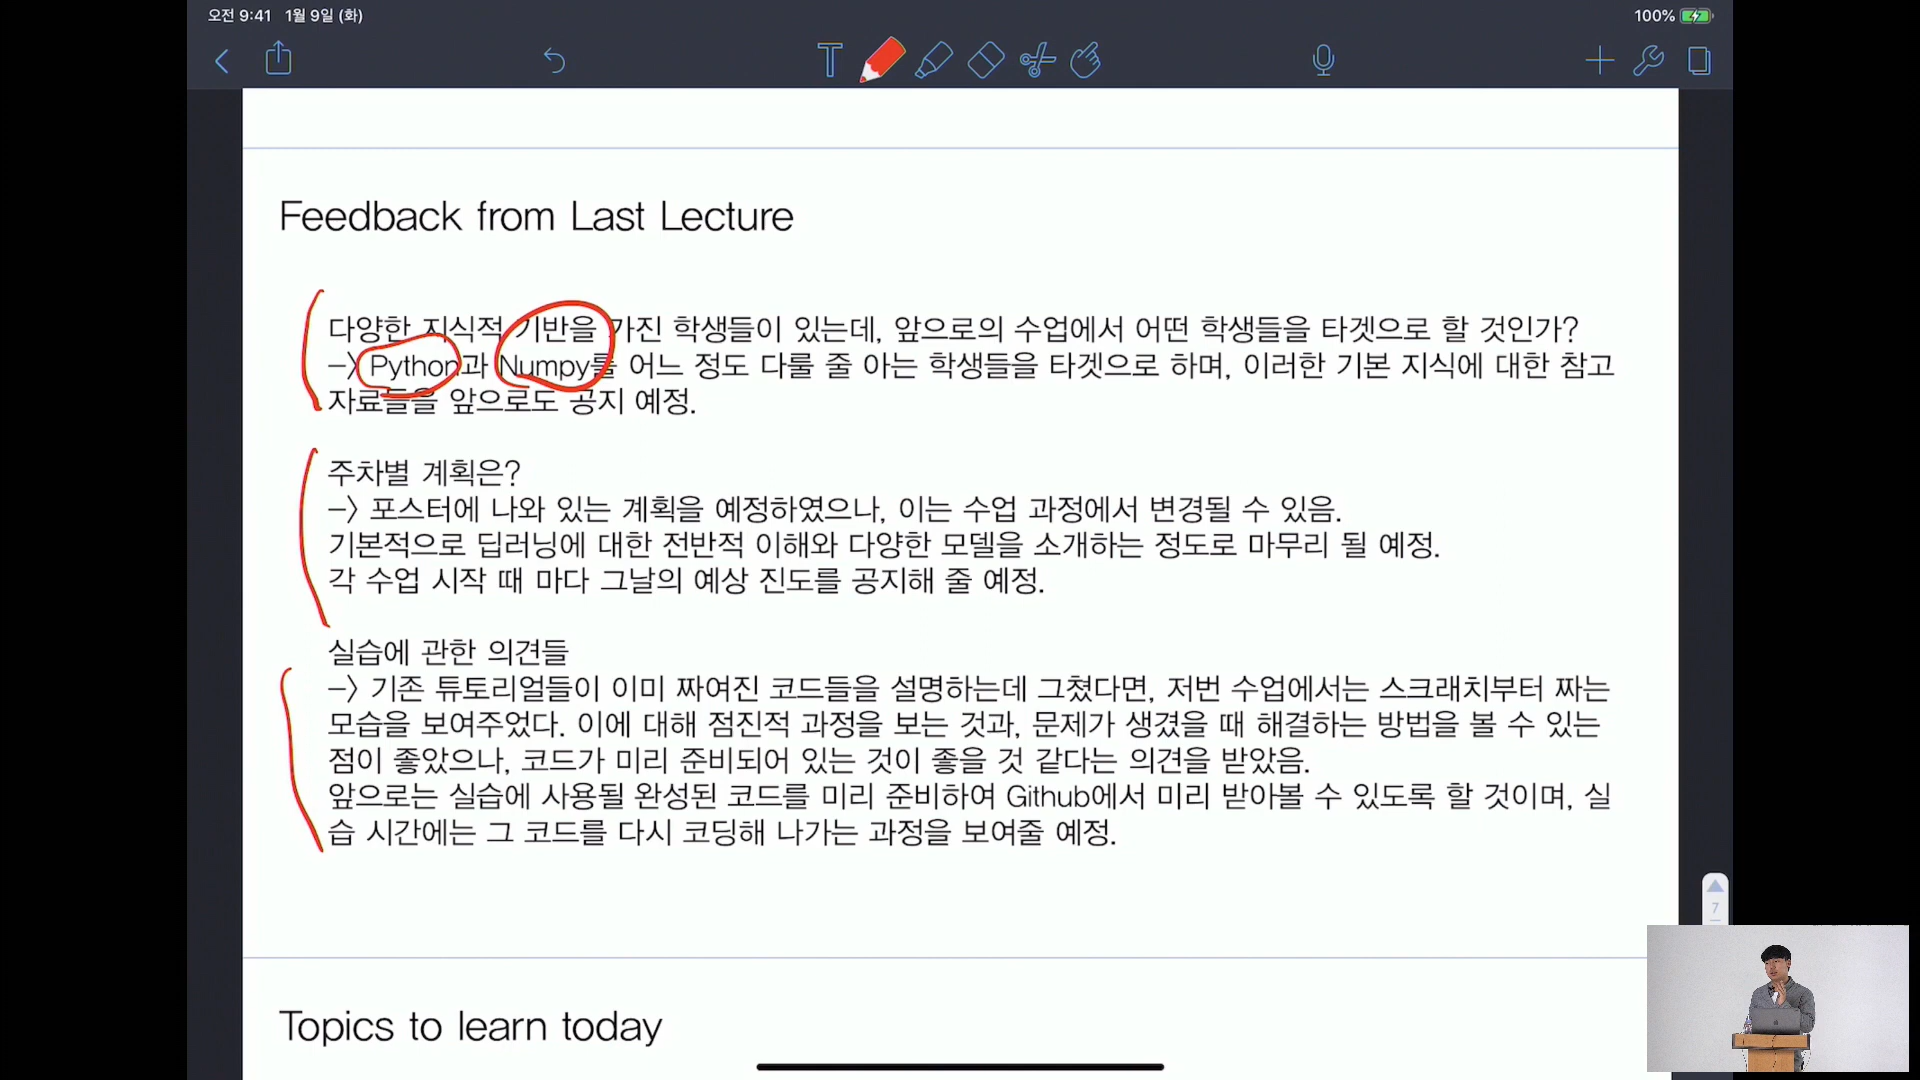 오전 9:41 1월 9일 (화)
100%
T
Feedback from Last Lecture
다양한 지식적 기반을 가진 학생들이 있는데, 앞으로의 수업에서 어떤 학생들을 타겟으로 할 것인가?
–> Python과 Numpy를 어느 정도 다룰 줄 아는 학생들을 타겟으로 하며, 이러한 기본 지식에 대한 참고
자료들을 앞으로도 공지 예정.
주차별 계획은?
–> 포스터에 나와 있는 계획을 예정하였으나, 이는 수업 과정에서 변경될 수 있음.
기본적으로 딥러닝에 대한 전반적 이해와 다양한 모델을 소개하는 정도로 마무리 될 예정.
각 수업 시작 때 마다 그날의 예상 진도를 공지해 줄 예정.
실습에 관한 의견들
–> 기존 튜토리얼들이 이미 짜여진 코드들을 설명하는데 그쳤다면, 저번 수업에서는 스크래치부터 짜는
모습을 보여주었다. 이에 대해 점진적 과정을 보는 것과, 문제가 생겼을 때 해결하는 방법을 볼 수 있는
점이 좋았으나, 코드가 미리 준비되어 있는 것이 좋을 것 같다는 의견을 받았음.
앞으로는 실습에 사용될 완성된 코드를 미리 준비하여 Github에서 미리 받아볼 수 있도록 할 것이며, 실
습 시간에는 그 코드를 다시 코딩해 나가는 과정을 보여줄 예정.
7
Topics to learn today